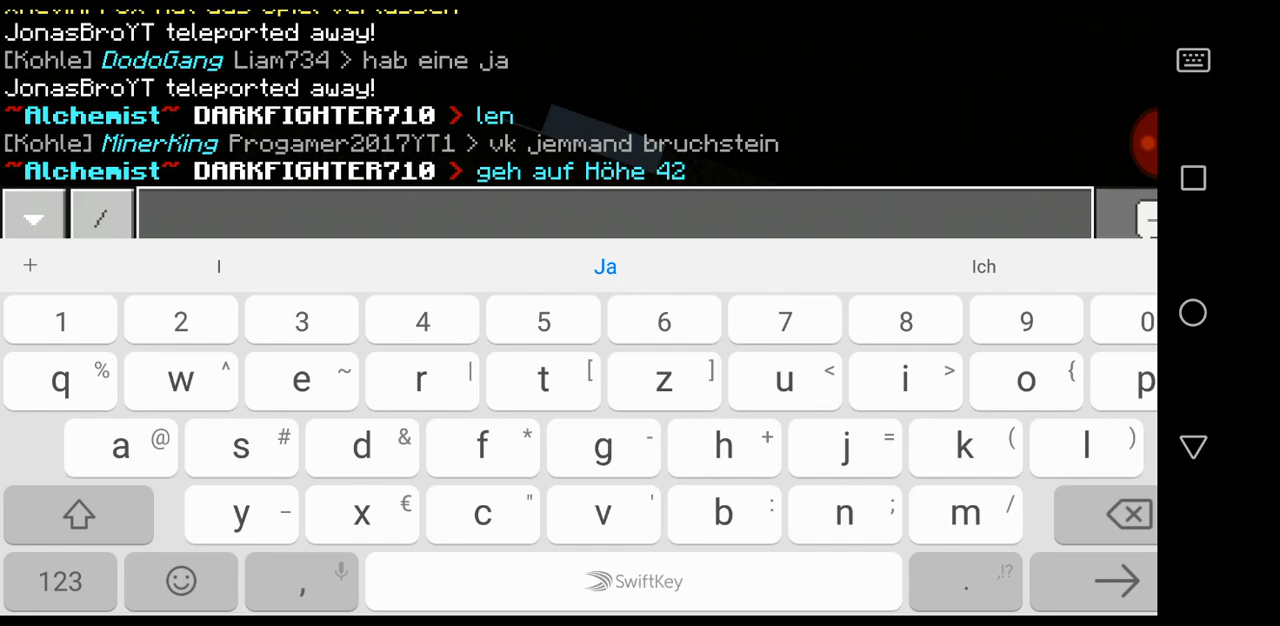 JonasBroYT teleported away!
[Kohle] DodoGang Liam734 > hab eine ja
JonasBroYT teleported away!
~Alchemist~ DARKFIGHTER710 > len
[Kohle] MinerKing Progamer2017YT1 > vk jemmand bruchstein
~Alchemist~ DARKFIGHTER710 > geh auf Höhe 42
/
+ I Ja Ich
1 2 3 4 5 6 7 8 9 0
q % w ^ e ~ r | t [ z ] u < i > o { p
a @ s # d & f * g - h + j = k ( l )
y _ x € c " v ' b : n ; m /
123 , SwiftKey . ,!?